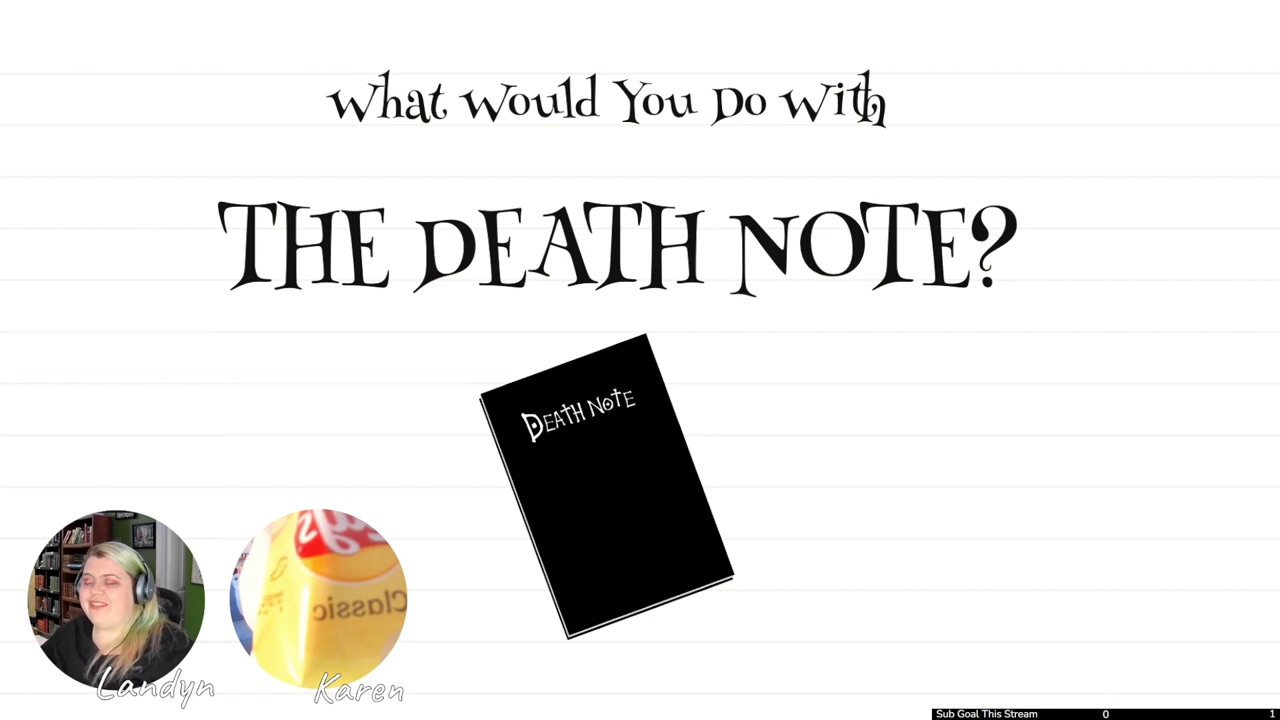 What Would You Do With
THE DEATH NOTE?
DEATH NOTE
Classic
Landyn
Karen
Sub Goal This Stream 0 1